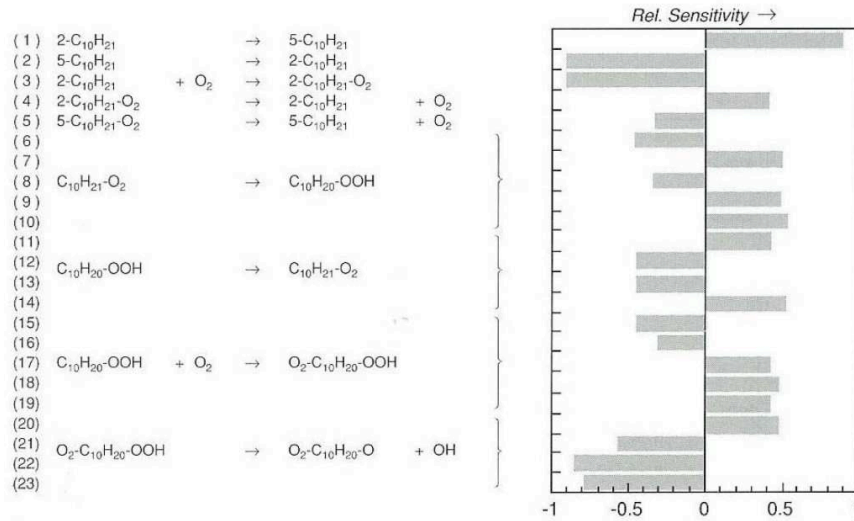 Rel. Sensitivity →
(1) 2-C₁₀H₂₁ → 5-C₁₀H₂₁
(2) 5-C₁₀H₂₁ → 2-C₁₀H₂₁
(3) 2-C₁₀H₂₁ + O₂ → 2-C₁₀H₂₁-O₂
(4) 2-C₁₀H₂₁-O₂ → 2-C₁₀H₂₁ + O₂
(5) 5-C₁₀H₂₁-O₂ → 5-C₁₀H₂₁ + O₂
(6)
(7)
(8) C₁₀H₂₁-O₂ → C₁₀H₂₀-OOH
(9)
(10)
(11)
(12) C₁₀H₂₀-OOH → C₁₀H₂₁-O₂
(13)
(14)
(15)
(16)
(17) C₁₀H₂₀-OOH + O₂ → O₂-C₁₀H₂₀-OOH
(18)
(19)
(20)
(21) O₂-C₁₀H₂₀-OOH → O₂-C₁₀H₂₀-O + OH
(22)
(23)
-1 -0.5 0 0.5